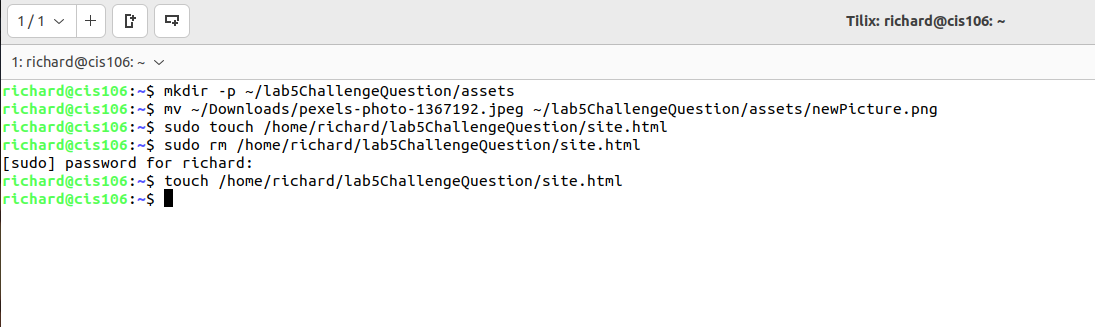 1 / 1
Tilix: richard@cis106: ~
1: richard@cis106: ~
richard@cis106:~$ mkdir -p ~/lab5ChallengeQuestion/assets
richard@cis106:~$ mv ~/Downloads/pexels-photo-1367192.jpeg ~/lab5ChallengeQuestion/assets/newPicture.png
richard@cis106:~$ sudo touch /home/richard/lab5ChallengeQuestion/site.html
richard@cis106:~$ sudo rm /home/richard/lab5ChallengeQuestion/site.html
[sudo] password for richard:
richard@cis106:~$ touch /home/richard/lab5ChallengeQuestion/site.html
richard@cis106:~$